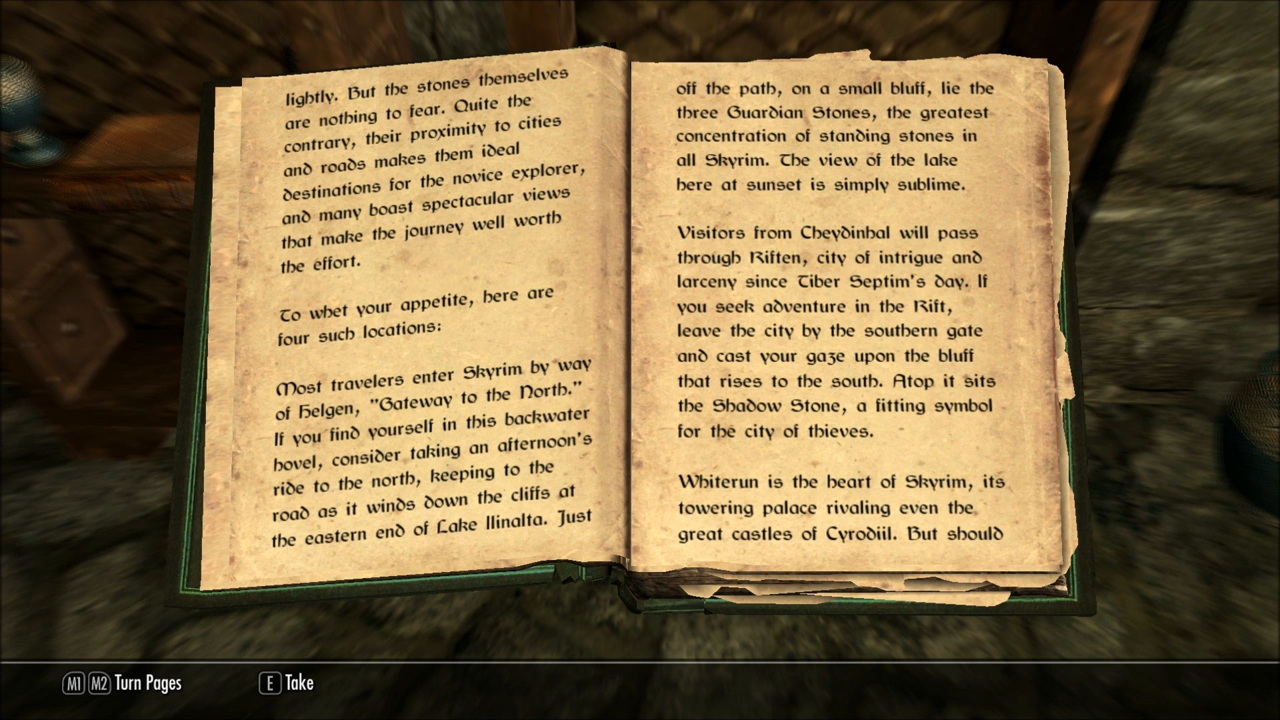 lightly. But the stones themselves
are nothing to fear. Quite the
contrary, their proximity to cities
and roads makes them ideal
destinations for the novice explorer,
and many boast spectacular views
that make the journey well worth
the effort.
To whet your appetite, here are
four such locations:
Most travelers enter Skyrim by way
of Helgen, "Gateway to the North."
If you find yourself in this backwater
hovel, consider taking an afternoon's
ride to the north, keeping to the
road as it winds down the cliffs at
the eastern end of Lake Ilinalta. Just
off the path, on a small bluff, lie the
three Guardian Stones, the greatest
concentration of standing stones in
all Skyrim. The view of the lake
here at sunset is simply sublime.
Visitors from Cheydinhal will pass
through Riften, city of intrigue and
larceny since Tiber Septim's day. If
you seek adventure in the Rift,
leave the city by the southern gate
and cast your gaze upon the bluff
that rises to the south. Atop it sits
the Shadow Stone, a fitting symbol
for the city of thieves.
Whiterun is the heart of Skyrim, its
towering palace rivaling even the
great castles of Cyrodiil. But should
M1 M2 Turn Pages
E Take